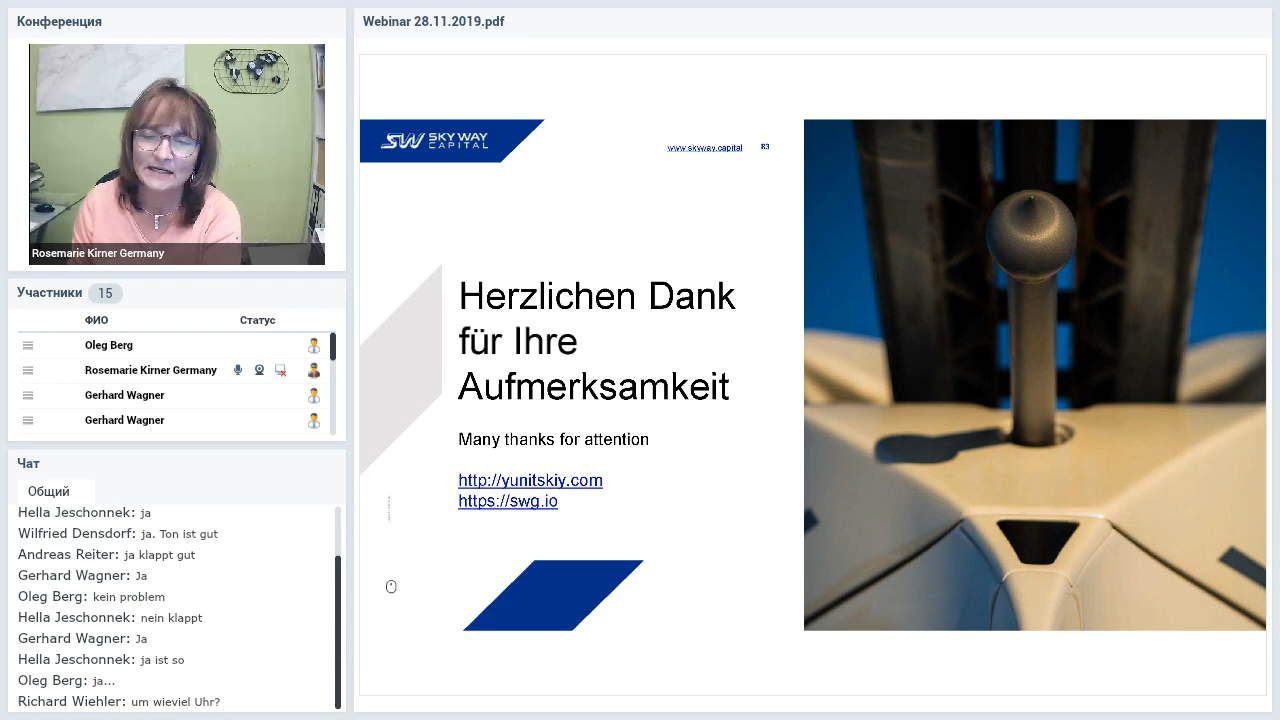 Конференция
Rosemarie Kirner Germany
Участники 15
ФИО Статус
Oleg Berg
Rosemarie Kirner Germany
Gerhard Wagner
Gerhard Wagner
Чат
Общий
Hella Jeschonnek: ja
Wilfried Densdorf: ja. Ton ist gut
Andreas Reiter: ja klappt gut
Gerhard Wagner: Ja
Oleg Berg: kein problem
Hella Jeschonnek: nein klappt
Gerhard Wagner: Ja
Hella Jeschonnek: ja ist so
Oleg Berg: ja...
Richard Wiehler: um wieviel Uhr?
Webinar 28.11.2019.pdf
SW SKY WAY
CAPITAL
www.skyway.capital 83
Herzlichen Dank
für Ihre
Aufmerksamkeit
Many thanks for attention
http://yunitskiy.com
https://swg.io